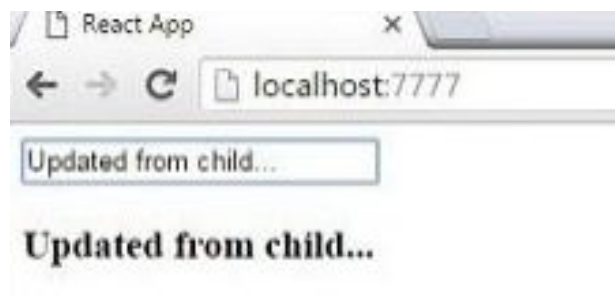 React App
localhost:7777
Updated from child...
Updated from child...